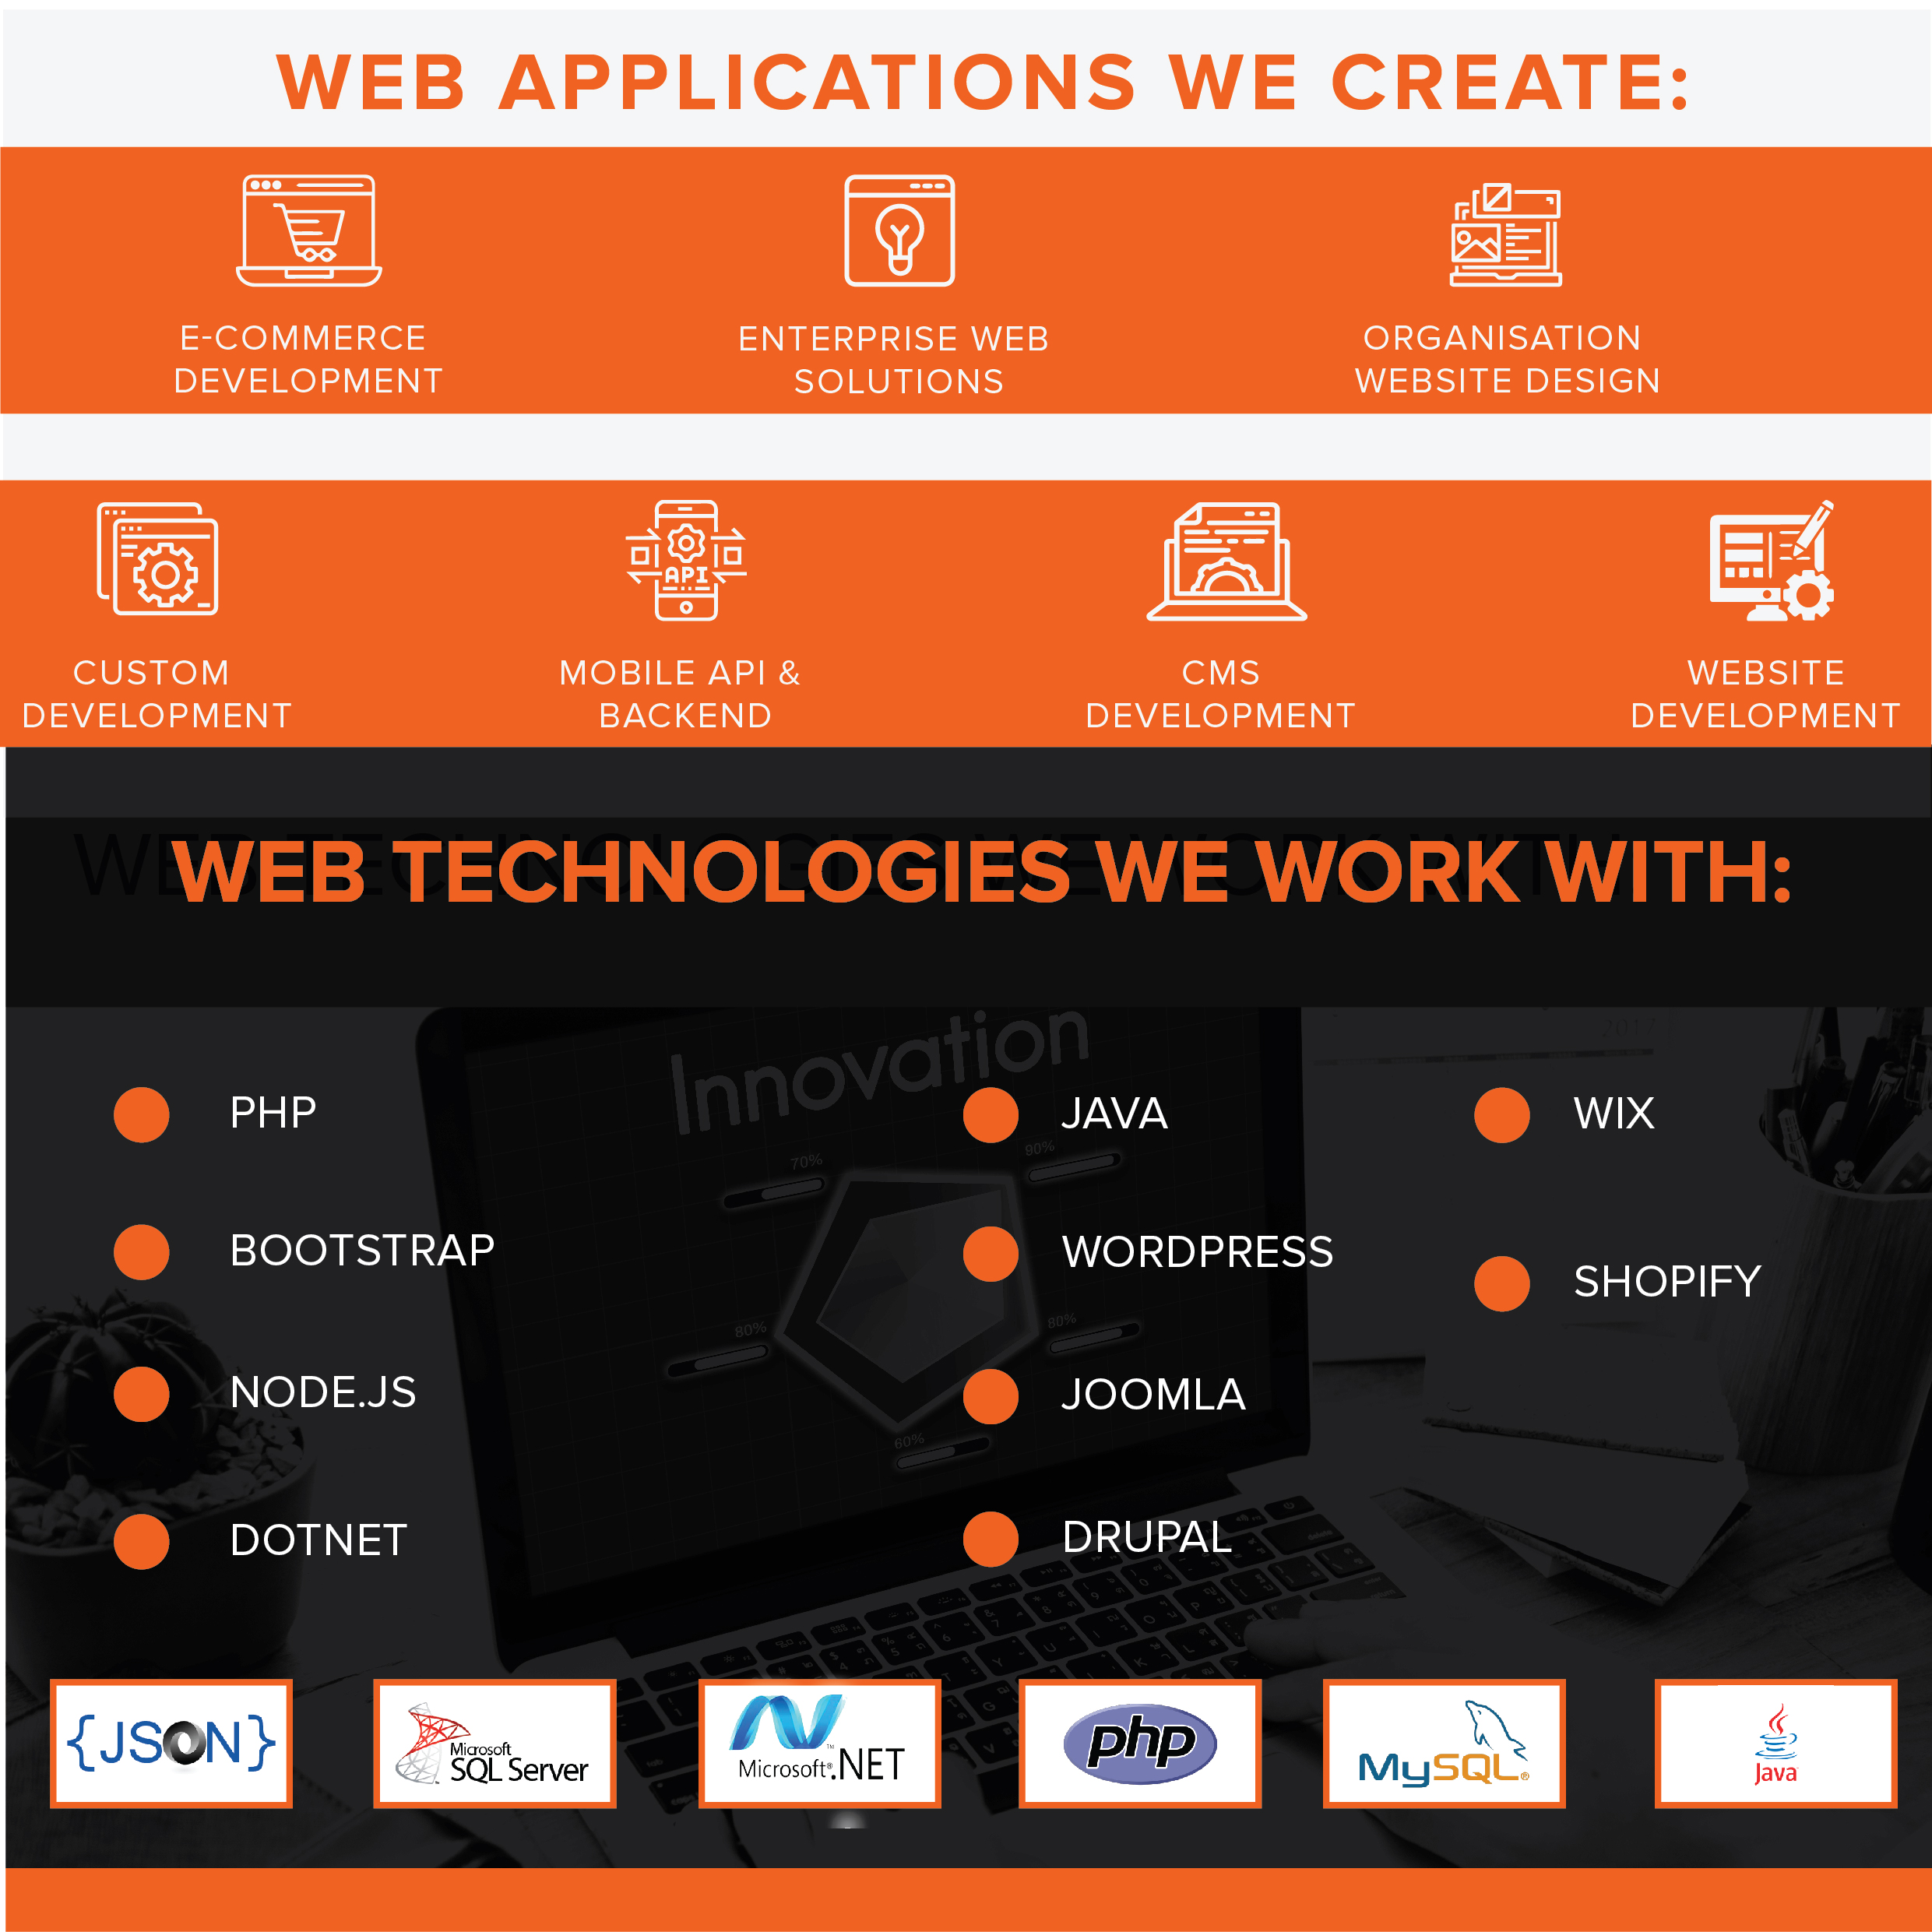 WEB APPLICATIONS WE CREATE:
E-COMMERCE
DEVELOPMENT
ENTERPRISE WEB
SOLUTIONS
ORGANISATION
WEBSITE DESIGN
API
CUSTOM
DEVELOPMENT
MOBILE API &
BACKEND
CMS
DEVELOPMENT
WEBSITE
DEVELOPMENT
WEB TECHNOLOGIES WE WORK WITH:
Innovation
70%
90%
80%
80%
60%
PHP
BOOTSTRAP
NODE.JS
DOTNET
JAVA
WORDPRESS
JOOMLA
DRUPAL
WIX
SHOPIFY
{JSON}
Microsoft
SQL Server
Microsoft® .NET™
php
MySQL®
Java